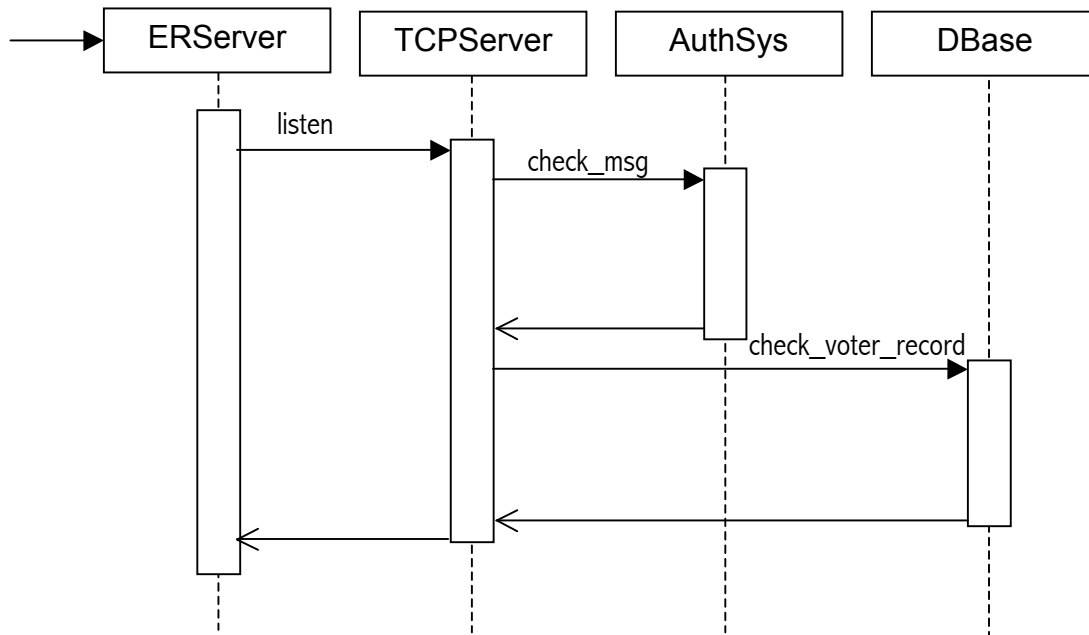 ERServer
TCPServer
AuthSys
DBase
listen
check_msg
check_voter_record